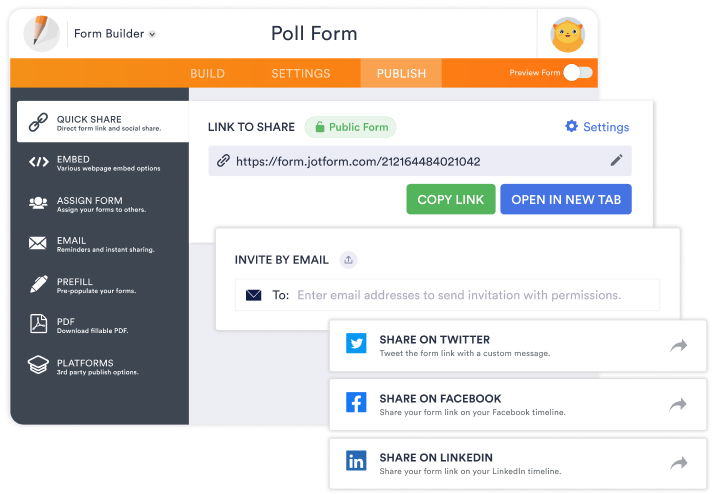 Form Builder
Poll Form
BUILD
SETTINGS
PUBLISH
Preview Form
QUICK SHARE
Direct form link and social share.
EMBED
Various webpage embed options
ASSIGN FORM
Assign your forms to others.
EMAIL
Reminders and instant sharing.
PREFILL
Pre-populate your forms.
PDF
Download fillable PDF.
PLATFORMS
3rd party publish options.
LINK TO SHARE
Public Form
Settings
https://form.jotform.com/212164484021042
COPY LINK
OPEN IN NEW TAB
INVITE BY EMAIL
To: Enter email addresses to send invitation with permissions.
SHARE ON TWITTER
Tweet the form link with a custom message.
SHARE ON FACEBOOK
Share your form link on your Facebook timeline.
in
SHARE ON LINKEDIN
Share your form link on your LinkedIn timeline.